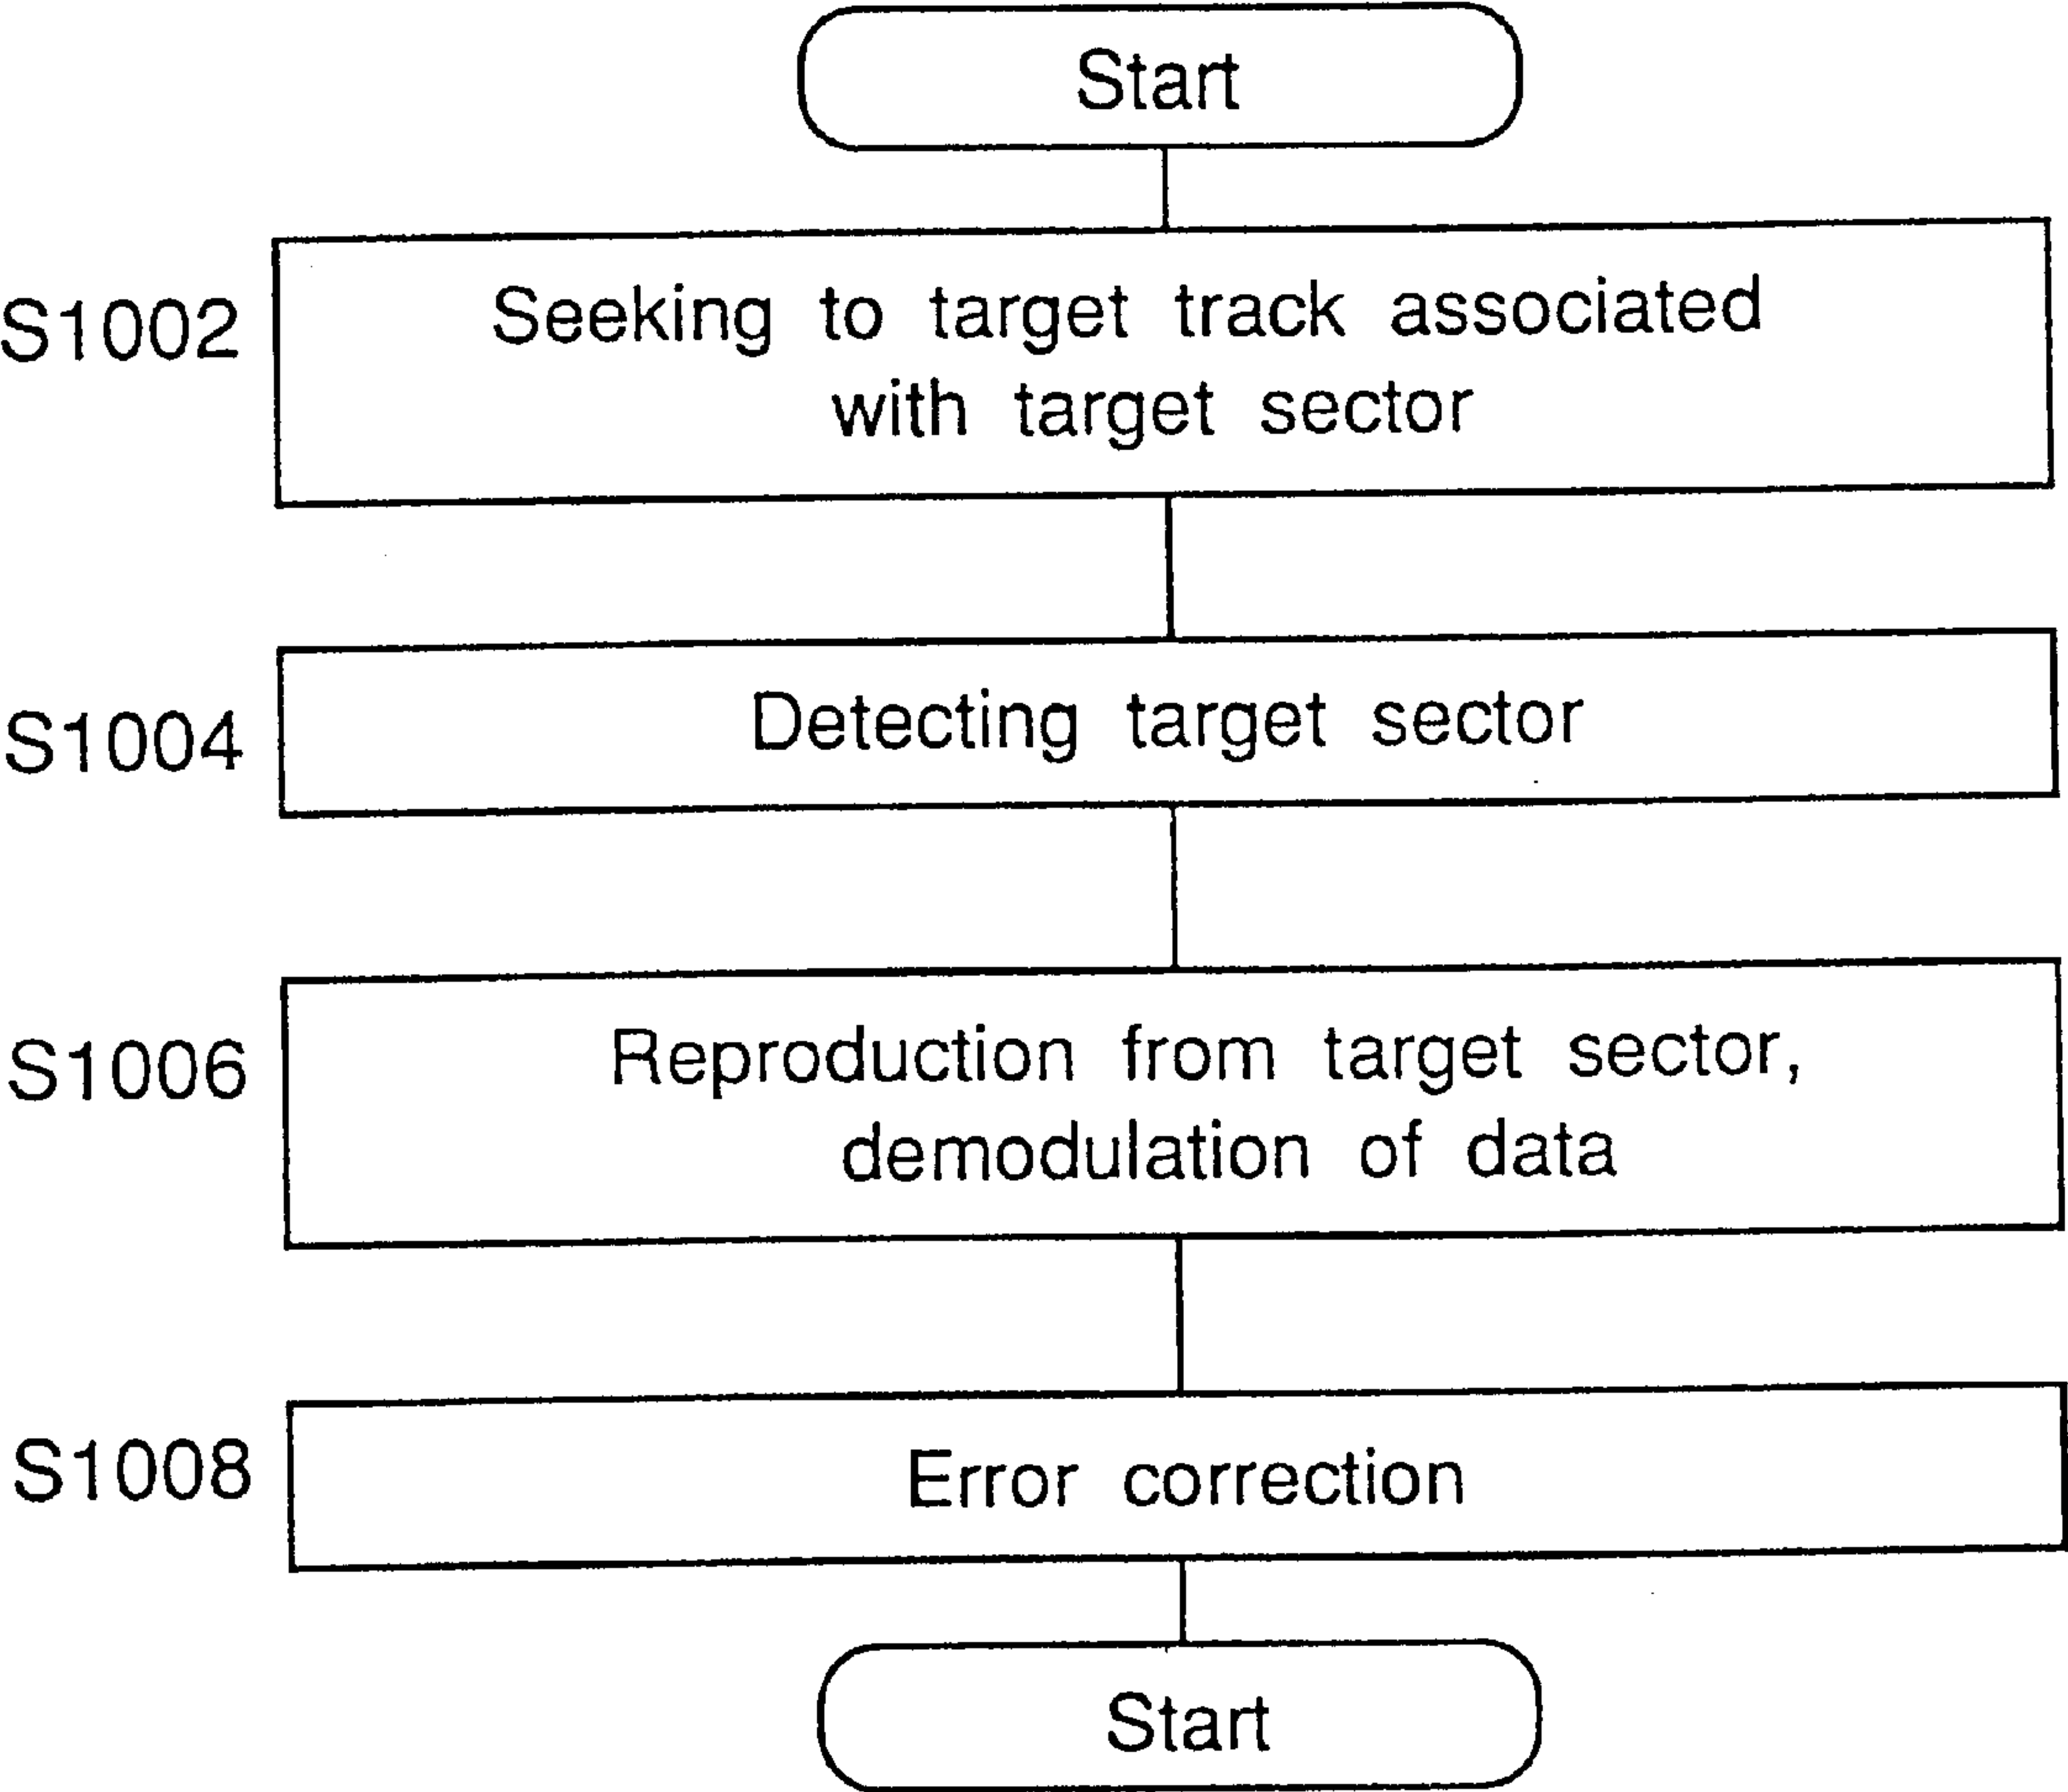 Start
S1002
Seeking to target track associated
with target sector
S1004
Detecting target sector
S1006
Reproduction from target sector,
demodulation of data
S1008
Error correction
Start